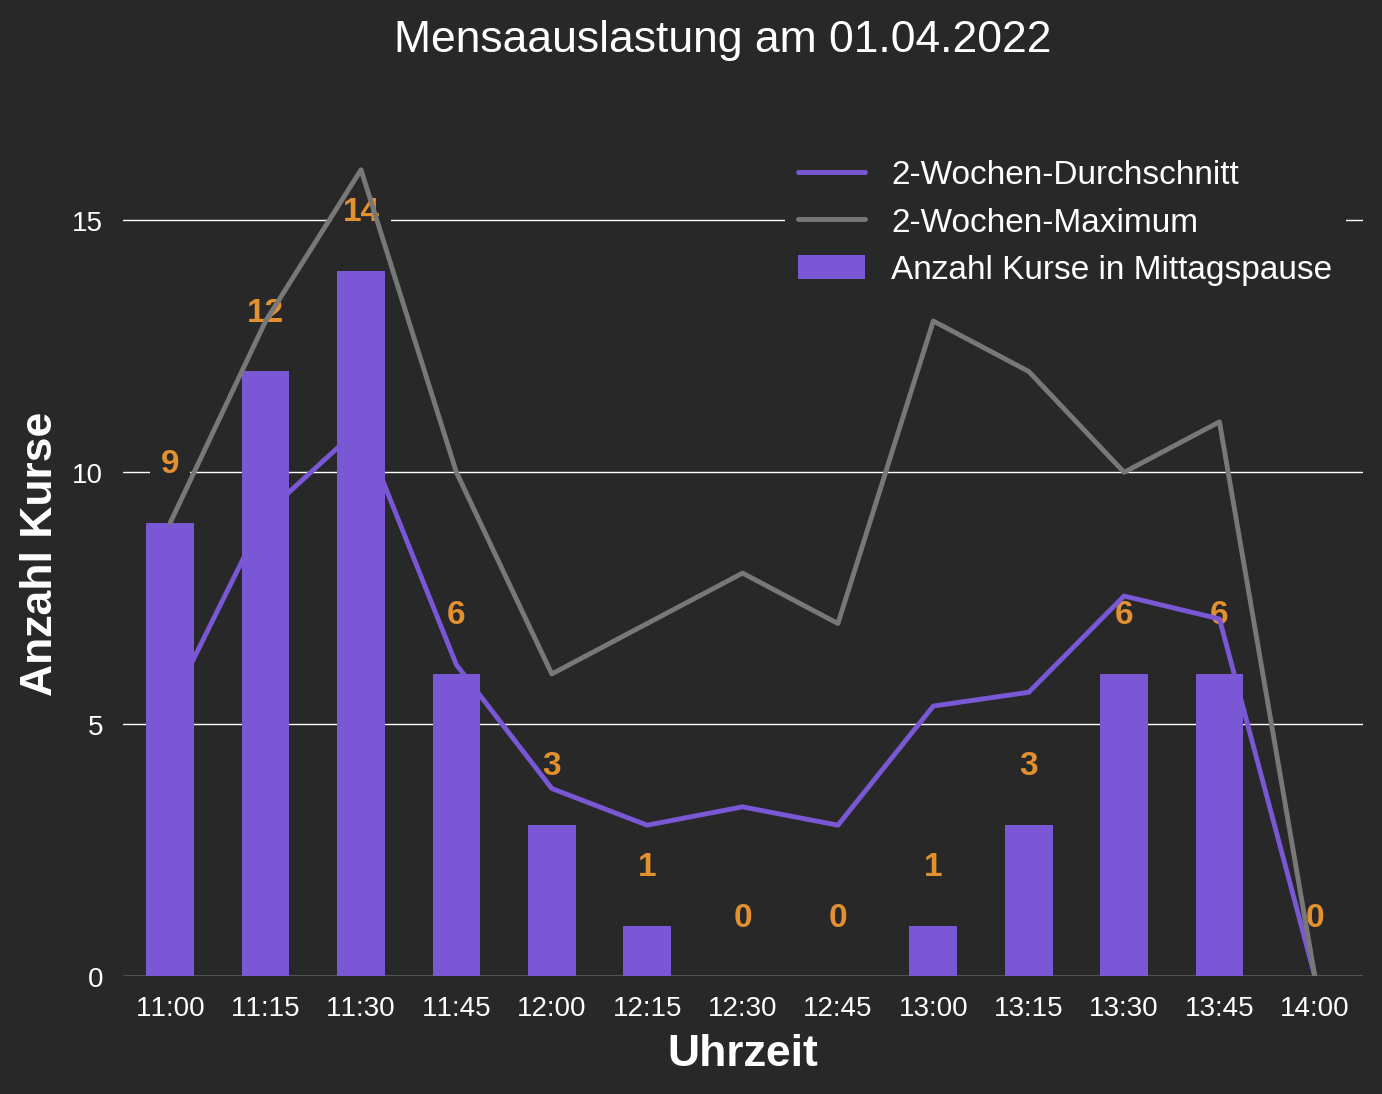 Mensaauslastung am 01.04.2022
2-Wochen-Durchschnitt
2-Wochen-Maximum
Anzahl Kurse in Mittagspause
Anzahl Kurse
15
10
5
0
9
12
14
6
3
1
0
0
1
3
6
6
0
11:00 11:15 11:30 11:45 12:00 12:15 12:30 12:45 13:00 13:15 13:30 13:45 14:00
Uhrzeit